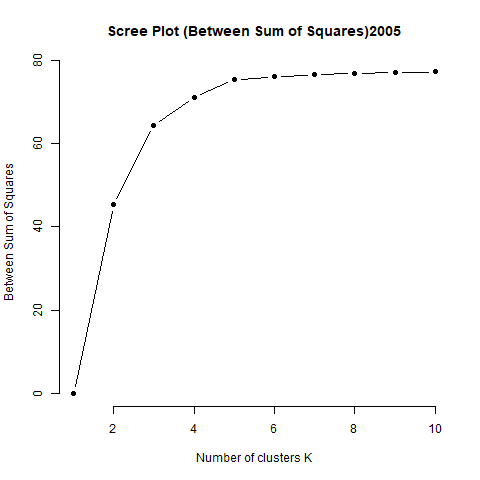 Scree Plot (Between Sum of Squares)2005
Between Sum of Squares
80
60
40
20
0
2 4 6 8 10
Number of clusters K